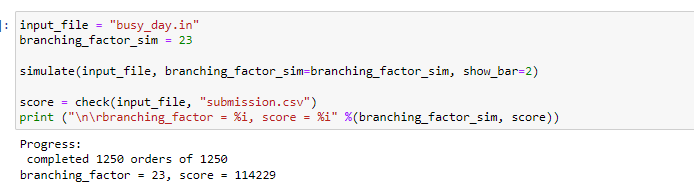 ]: input_file = "busy_day.in"
branching_factor_sim = 23
simulate(input_file, branching_factor_sim=branching_factor_sim, show_bar=2)
score = check(input_file, "submission.csv")
print ("\n\rbranching_factor = %i, score = %i" %(branching_factor_sim, score))
Progress:
completed 1250 orders of 1250
branching_factor = 23, score = 114229